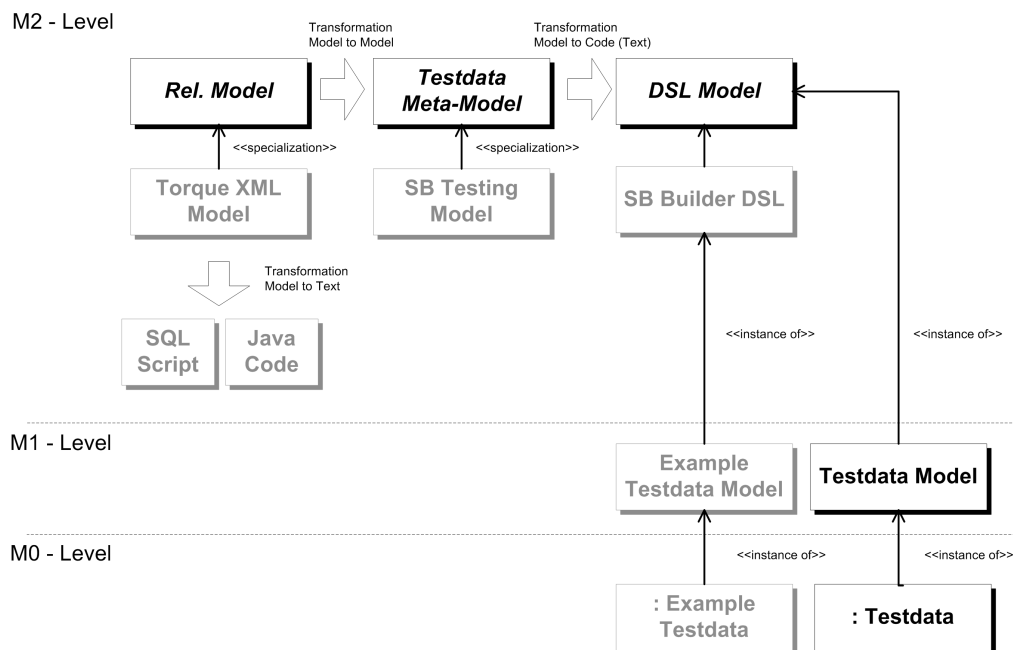 M2 - Level
Transformation
Model to Model
Transformation
Model to Code (Text)
Rel. Model
Testdata
Meta-Model
DSL Model
<<specialization>>
<<specialization>>
Torque XML
Model
SB Testing
Model
SB Builder DSL
Transformation
Model to Text
SQL
Script
Java
Code
<<instance of>>
<<instance of>>
M1 - Level
Example
Testdata Model
Testdata Model
M0 - Level
<<instance of>>
<<instance of>>
: Example
Testdata
: Testdata